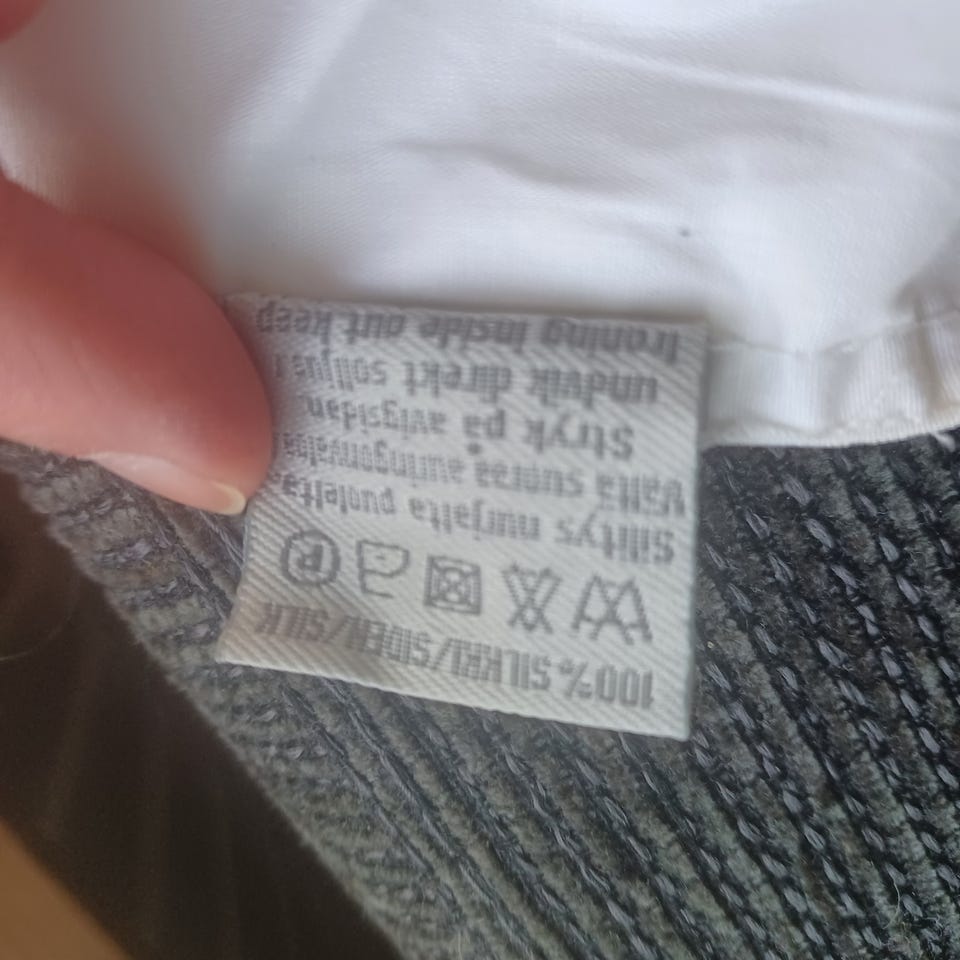 100% SILKKI/SIDEN/SILK
Silitys nurjalta puolelta
Vältä suoraa auringonvaloa
Stryk på avigsidan,
undvik direkt solljus
Ironing inside out keep